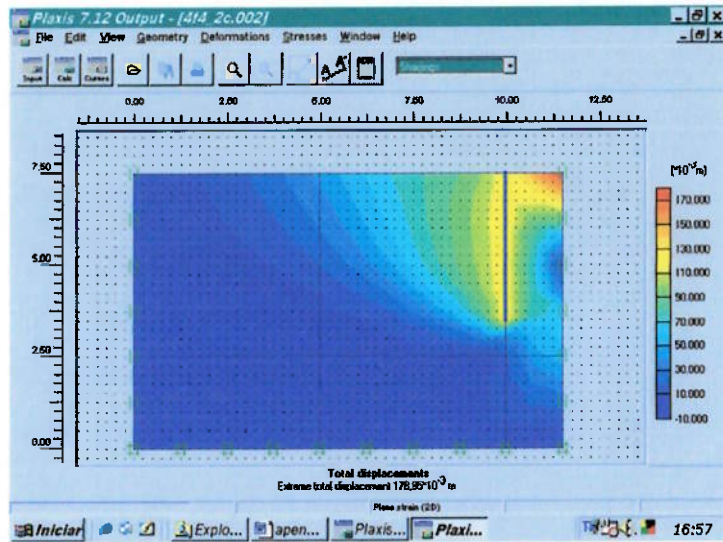 Plaxis 7.12 Output - [4f4_2c.002]
File Edit View Geometry Deformations Stresses Window Help
Input Calc Curves
Shadings
0.00 2.50 5.00 7.50 10.00 12.50
7.50
5.00
2.50
0.00
[*10⁻³ m]
170.000
150.000
130.000
110.000
90.000
70.000
50.000
30.000
10.000
-10.000
Total displacements
Extreme total displacement 178,95*10⁻³ m
Plane strain (2D)
Iniciar Explo... apen... Plaxis... Plaxi... 16:57